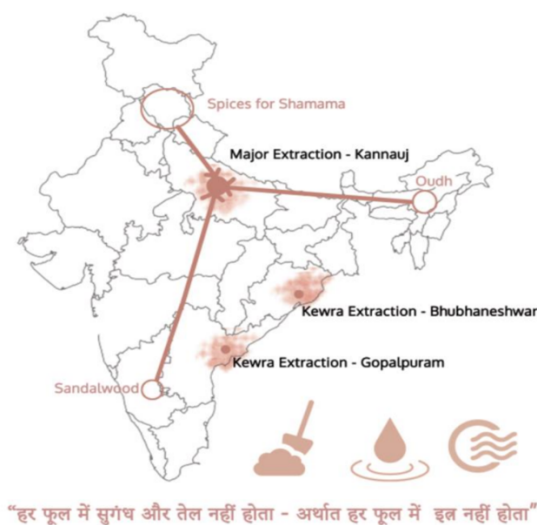 Spices for Shamama
Major Extraction - Kannauj
Oudh
Kewra Extraction - Bhubhaneshwar
Kewra Extraction - Gopalpuram
Sandalwood
“हर फूल में सुगंध और तेल नहीं होता - अर्थात हर फूल में इत्र नहीं होता”